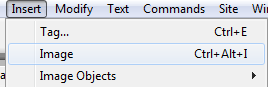 Insert Modify Text Commands Site
Tag... Ctrl+E
Image Ctrl+Alt+I
Image Objects